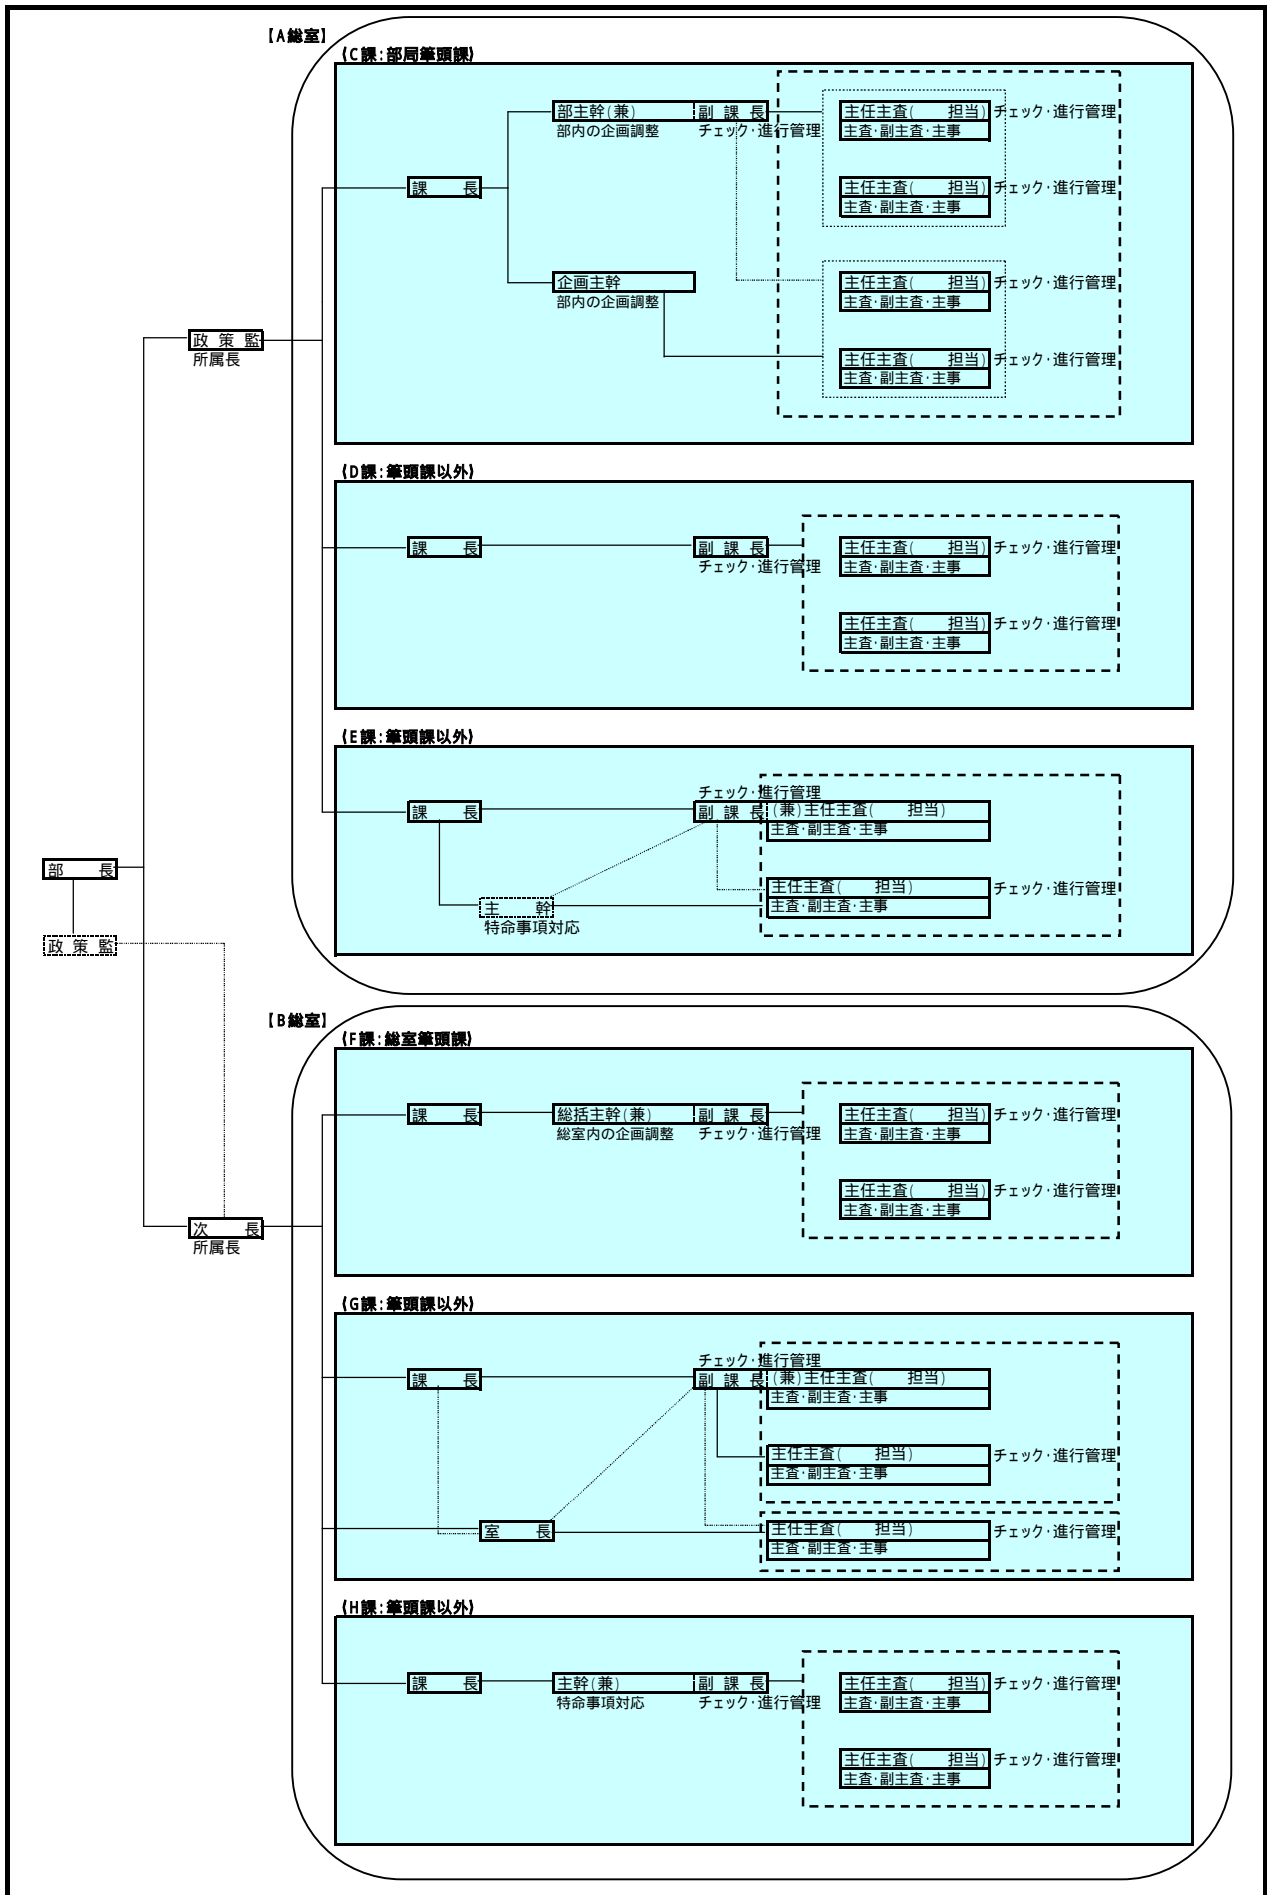 【A総室】
(C課:部局筆頭課)
部主幹(兼) 副 課 長
部内の企画調整 チェック・進行管理
主任主査(　　担当) チェック・進行管理
主査・副主査・主事
課　　長
主任主査(　　担当) チェック・進行管理
主査・副主査・主事
企画主幹
部内の企画調整
主任主査(　　担当) チェック・進行管理
主査・副主査・主事
政 策 監
所属長
主任主査(　　担当) チェック・進行管理
主査・副主査・主事
(D課:筆頭課以外)
課　　長
副 課 長
チェック・進行管理
主任主査(　　担当) チェック・進行管理
主査・副主査・主事
主任主査(　　担当) チェック・進行管理
主査・副主査・主事
(E課:筆頭課以外)
チェック・進行管理
課　　長
副 課 長 (兼)主任主査(　　担当)
主査・副主査・主事
部　　長
主任主査(　　担当) チェック・進行管理
主査・副主査・主事
主　　幹
特命事項対応
政 策 監
【B総室】
(F課:総室筆頭課)
課　　長
総括主幹(兼) 副 課 長
総室内の企画調整 チェック・進行管理
主任主査(　　担当) チェック・進行管理
主査・副主査・主事
主任主査(　　担当) チェック・進行管理
主査・副主査・主事
次　　長
所属長
(G課:筆頭課以外)
チェック・進行管理
課　　長
副 課 長 (兼)主任主査(　　担当)
主査・副主査・主事
主任主査(　　担当) チェック・進行管理
主査・副主査・主事
室　　長
主任主査(　　担当) チェック・進行管理
主査・副主査・主事
(H課:筆頭課以外)
課　　長
主幹(兼) 副 課 長
特命事項対応 チェック・進行管理
主任主査(　　担当) チェック・進行管理
主査・副主査・主事
主任主査(　　担当) チェック・進行管理
主査・副主査・主事